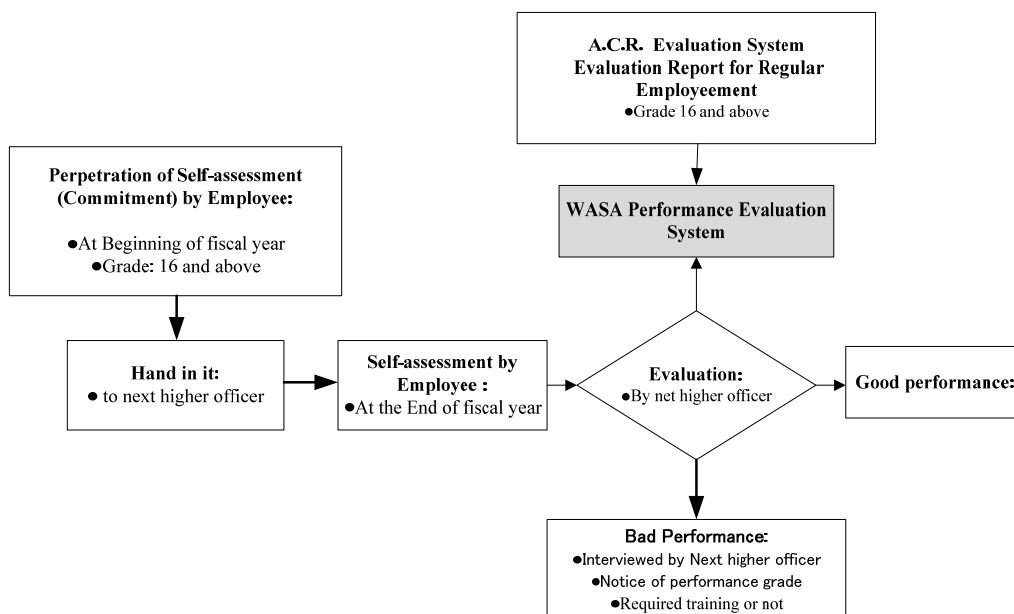 A.C.R. Evaluation System
Evaluation Report for Regular
Employeement
●Grade 16 and above
Perpetration of Self-assessment
(Commitment) by Employee:
●At Beginning of fiscal year
●Grade: 16 and above
WASA Performance Evaluation
System
Hand in it:
● to next higher officer
Self-assessment by
Employee :
●At the End of fiscal year
Evaluation:
●By net higher officer
Good performance:
Bad Performance:
●Interviewed by Next higher officer
●Notice of performance grade
●Required training or not